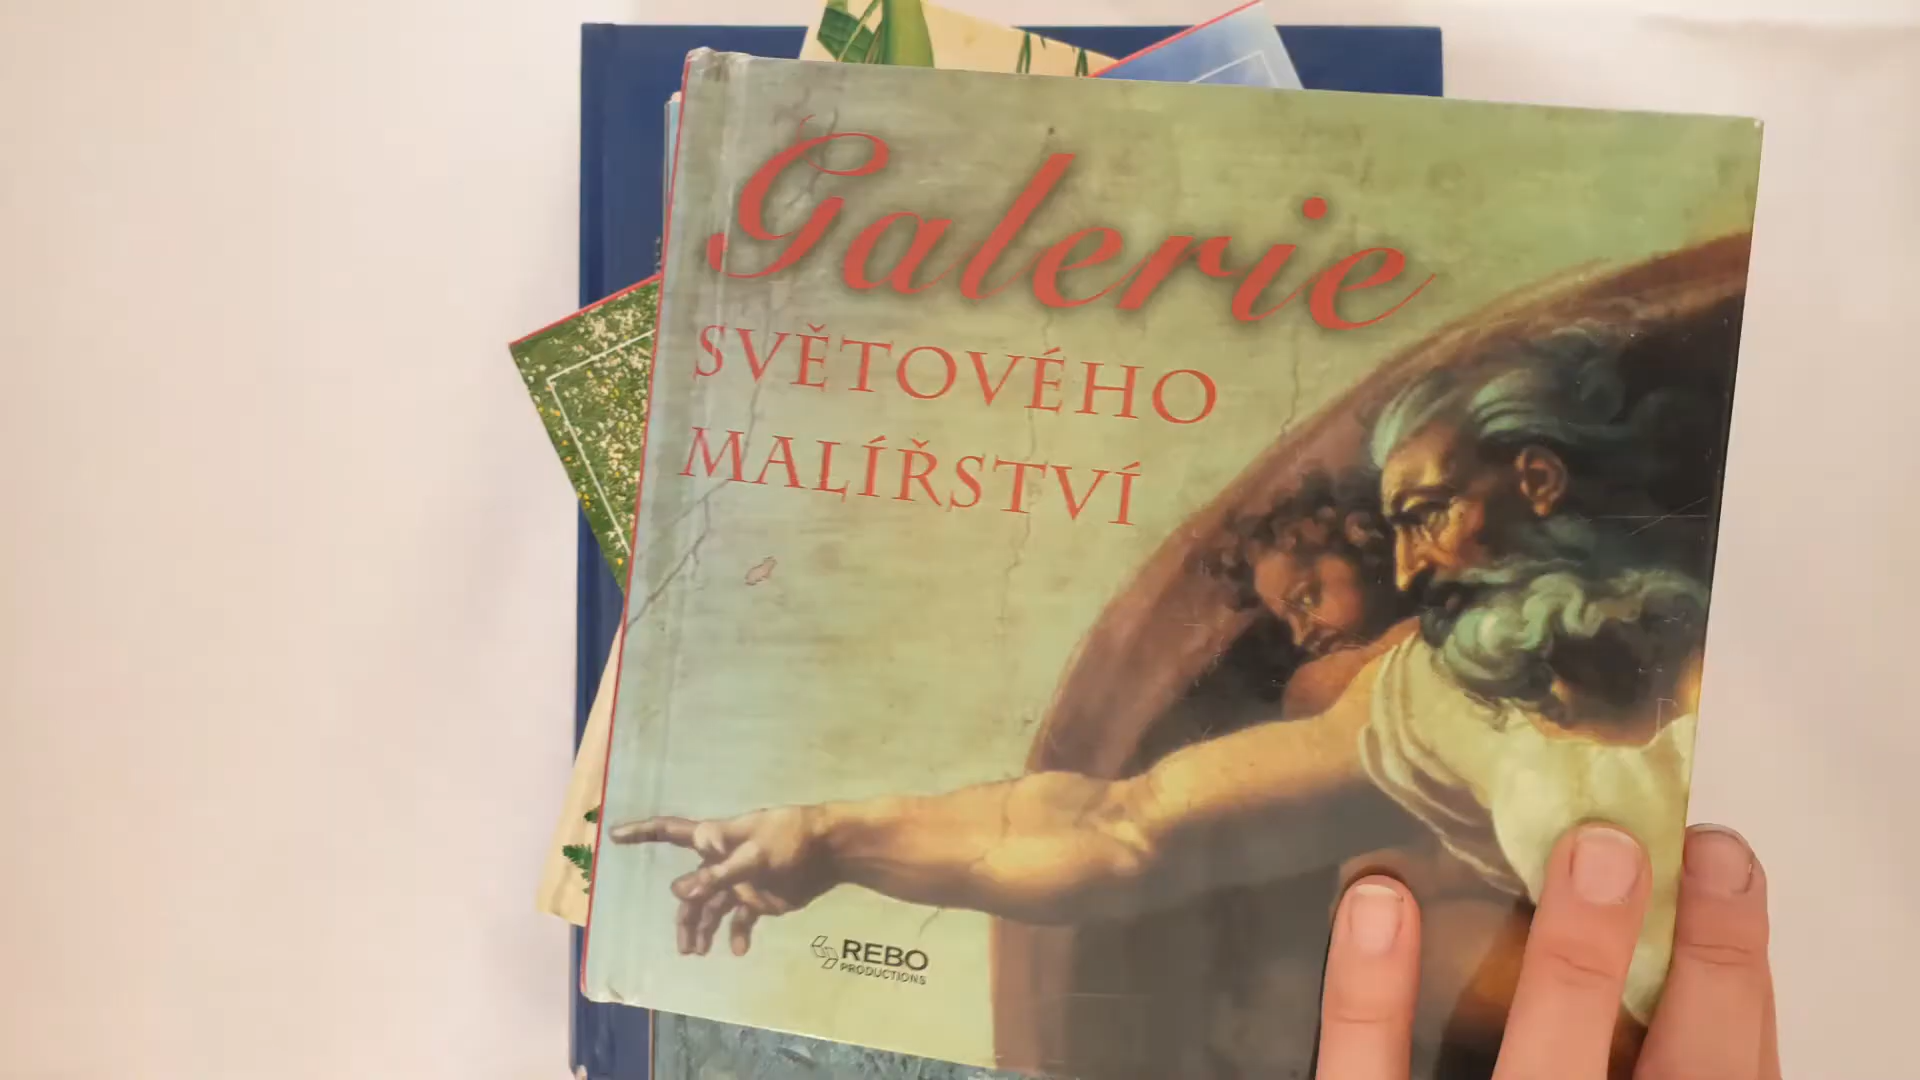 Galerie
SVĚTOVÉHO
MALÍŘSTVÍ
REBO
PRODUCTIONS